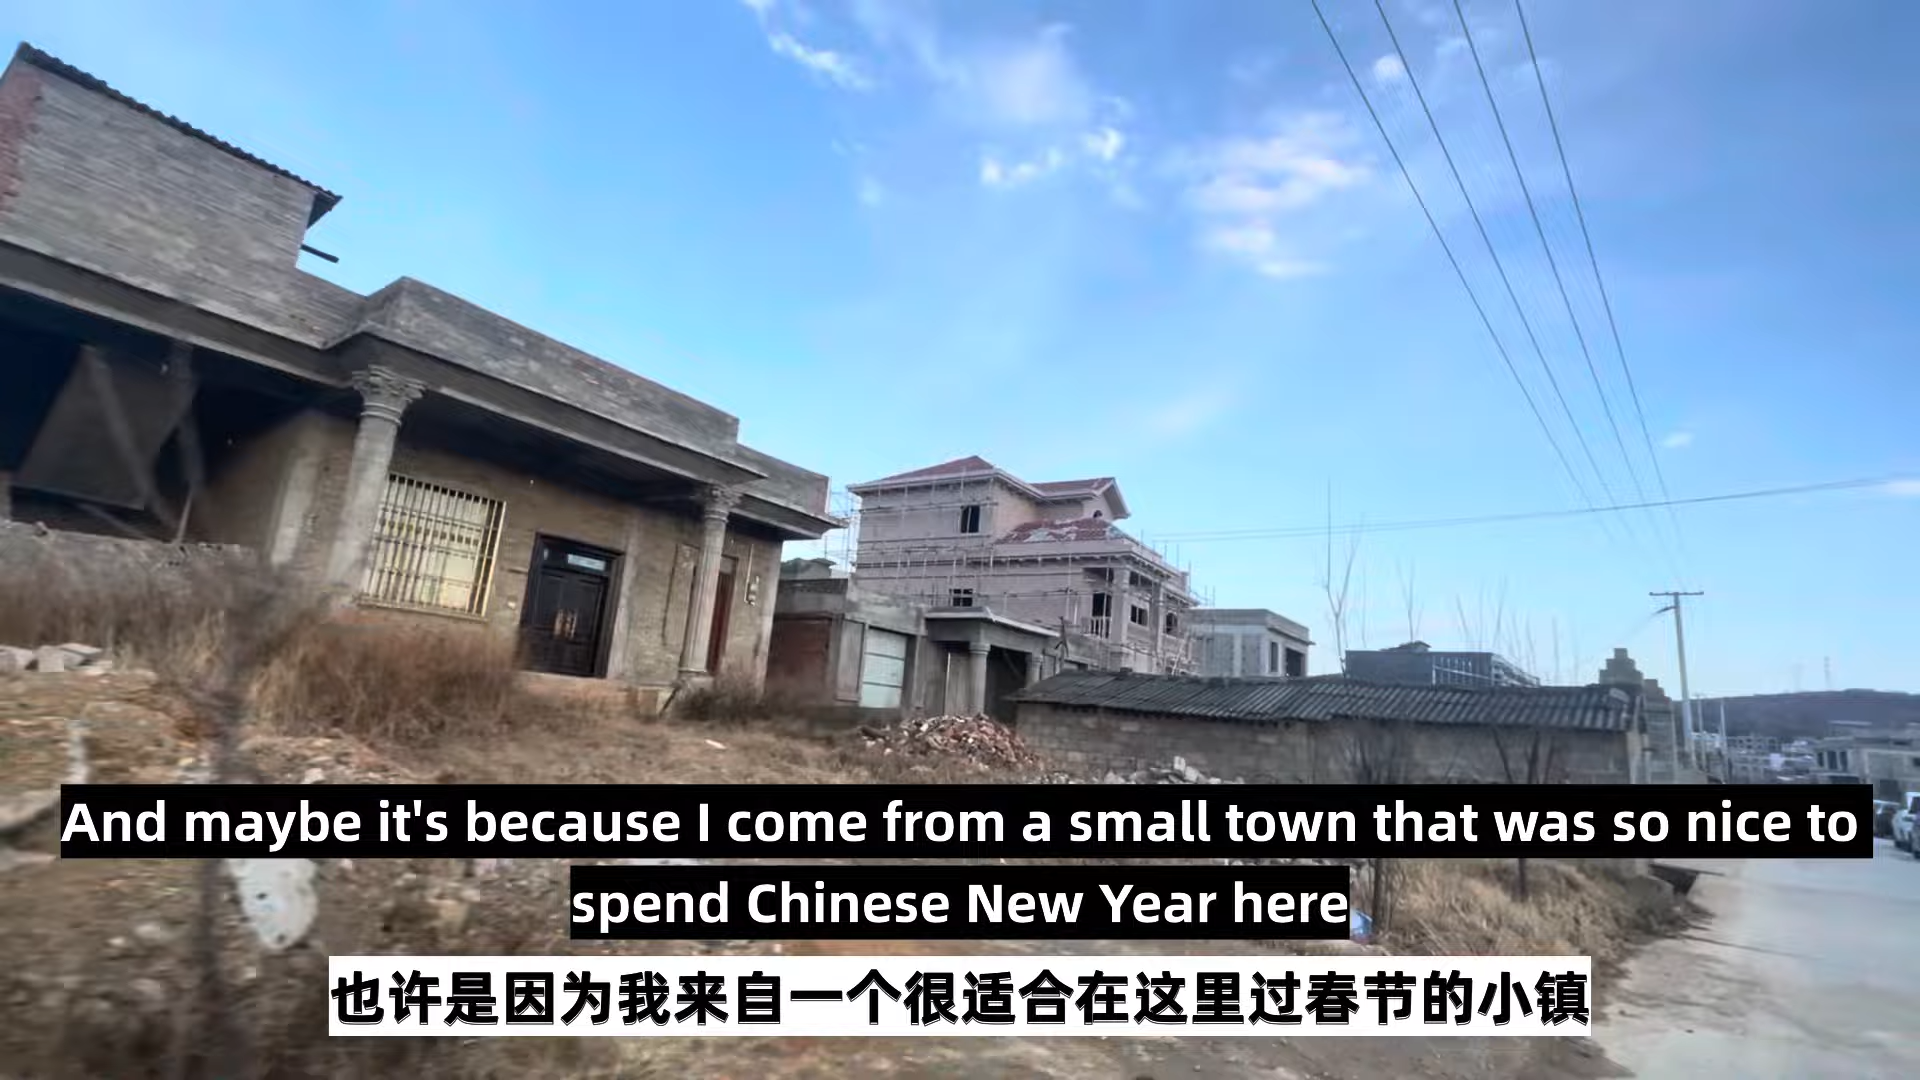 And maybe it's because I come from a small town that was so nice to
spend Chinese New Year here
也许是因为我来自一个很适合在这里过春节的小镇